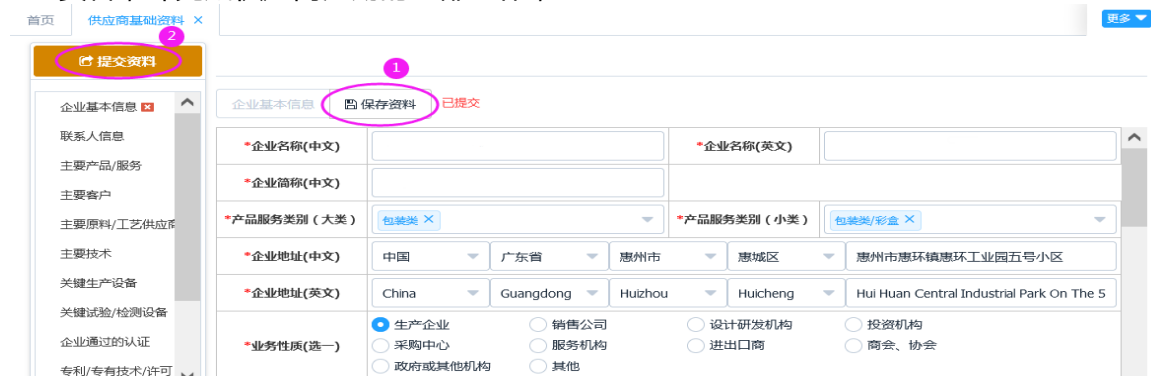 首页 供应商基础资料 × 更多
2
提交资料
1
企业基本信息 保存资料 已提交
企业基本信息
联系人信息
主要产品/服务
主要客户
主要原料/工艺供应商
主要技术
关键生产设备
关键试验/检测设备
企业通过的认证
专利/专有技术/许可
*企业名称(中文) *企业名称(英文)
*企业简称(中文)
*产品服务类别（大类） 包装类 × *产品服务类别（小类） 包装类/彩盒 ×
*企业地址(中文) 中国 广东省 惠州市 惠城区 惠州市惠环镇惠环工业园五号小区
*企业地址(英文) China Guangdong Huizhou Huicheng Hui Huan Central Industrial Park On The 5
*业务性质(选一) 生产企业 销售公司 设计研发机构 投资机构
采购中心 服务机构 进出口商 商会、协会
政府或其他机构 其他